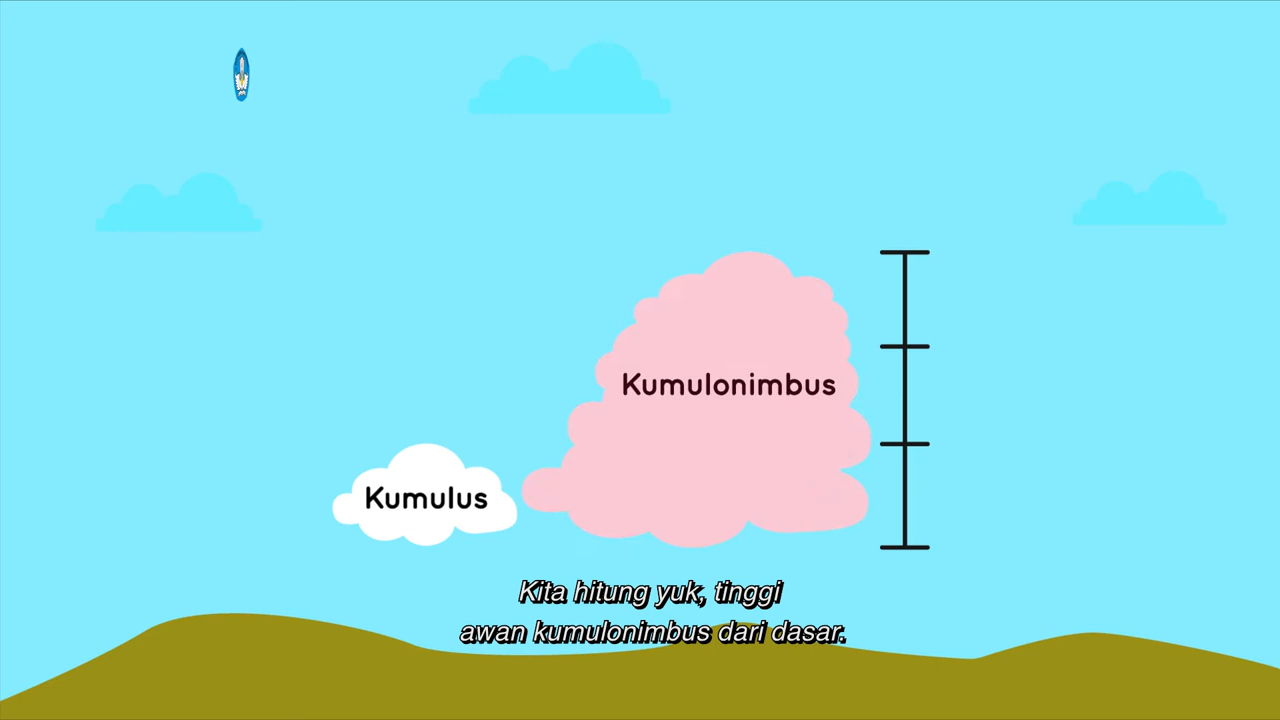 Kumulonimbus
Kumulus
Kita hitung yuk, tinggi
awan kumulonimbus dari dasar.